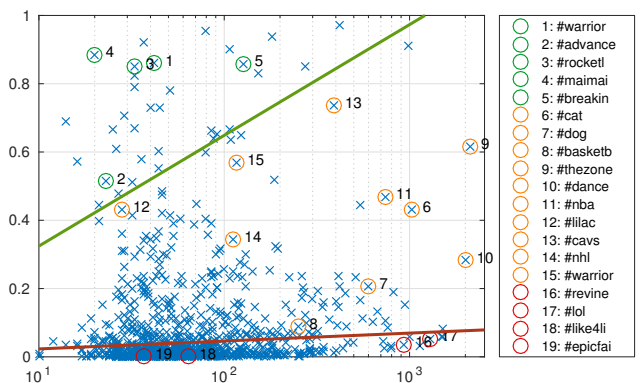 1
0.8
0.6
0.4
0.2
0
10^1
10^2
10^3
4
3
1
5
13
9
15
2
12
11
6
14
10
7
8
19
18
16
17
1: #warrior
2: #advance
3: #rocketl
4: #maimai
5: #breakin
6: #cat
7: #dog
8: #basketb
9: #thezone
10: #dance
11: #nba
12: #lilac
13: #cavs
14: #nhl
15: #warrior
16: #revine
17: #lol
18: #like4li
19: #epicfai